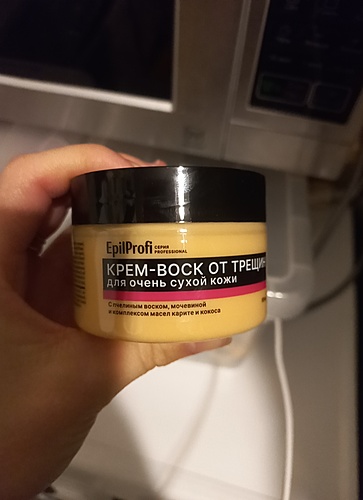 EpilProfi СЕРИЯ PROFESSIONAL
КРЕМ-ВОСК ОТ ТРЕЩИН
для очень сухой кожи
С пчелиным воском, мочевиной
и комплексом масел карите и кокоса